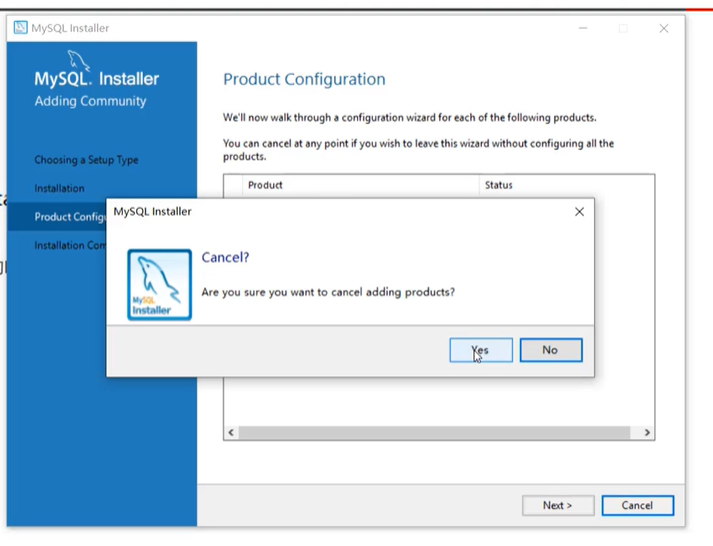 MySQL Installer
MySQL. Installer
Adding Community
Choosing a Setup Type
Installation
Product Configu
Installation Com
Product Configuration
We'll now walk through a configuration wizard for each of the following products.
You can cancel at any point if you wish to leave this wizard without configuring all the
products.
Product Status
MySQL Installer
Cancel?
Are you sure you want to cancel adding products?
MySQL
Installer
Yes No
Next > Cancel